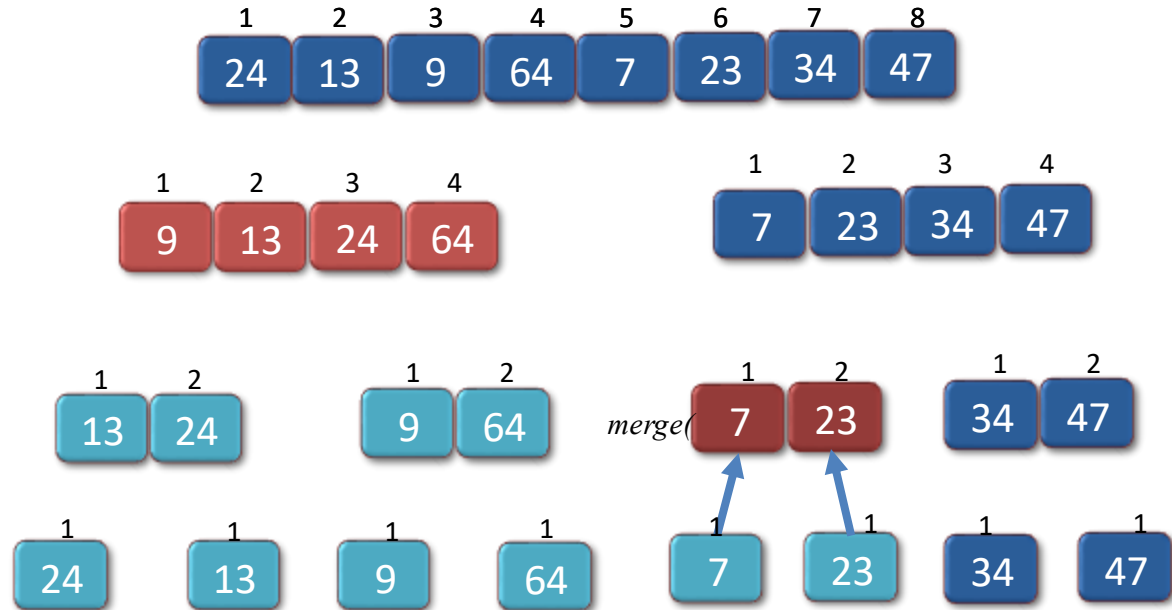 1 2 3 4 5 6 7 8
24 13 9 64 7 23 34 47
1 2 3 4
9 13 24 64
1 2 3 4
7 23 34 47
1 2
13 24
1 2
9 64
1 2
merge( 7 23
1 2
34 47
1 1 1 1 1 1 1 1
24 13 9 64 7 23 34 47